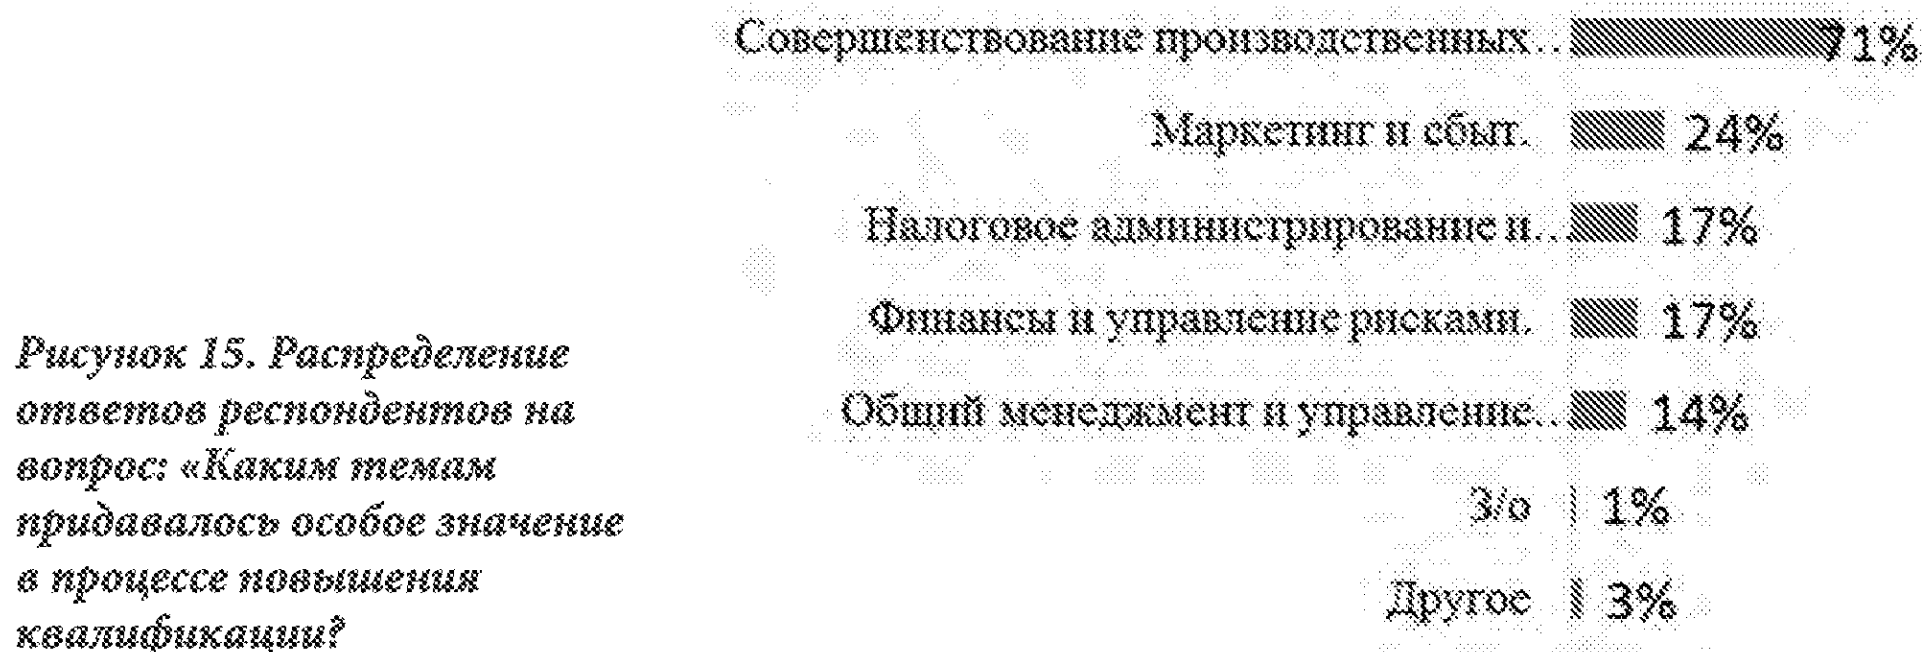 Совершенствование производственных.. 71%
Маркетинг и сбыт. 24%
Налоговое администрирование и.. 17%
Финансы и управление рисками. 17%
Общий менеджмент и управление.. 14%
З/о 1%
Другое 3%
Рисунок 15. Распределение
ответов респондентов на
вопрос: «Каким темам
придавалось особое значение
в процессе повышения
квалификации?